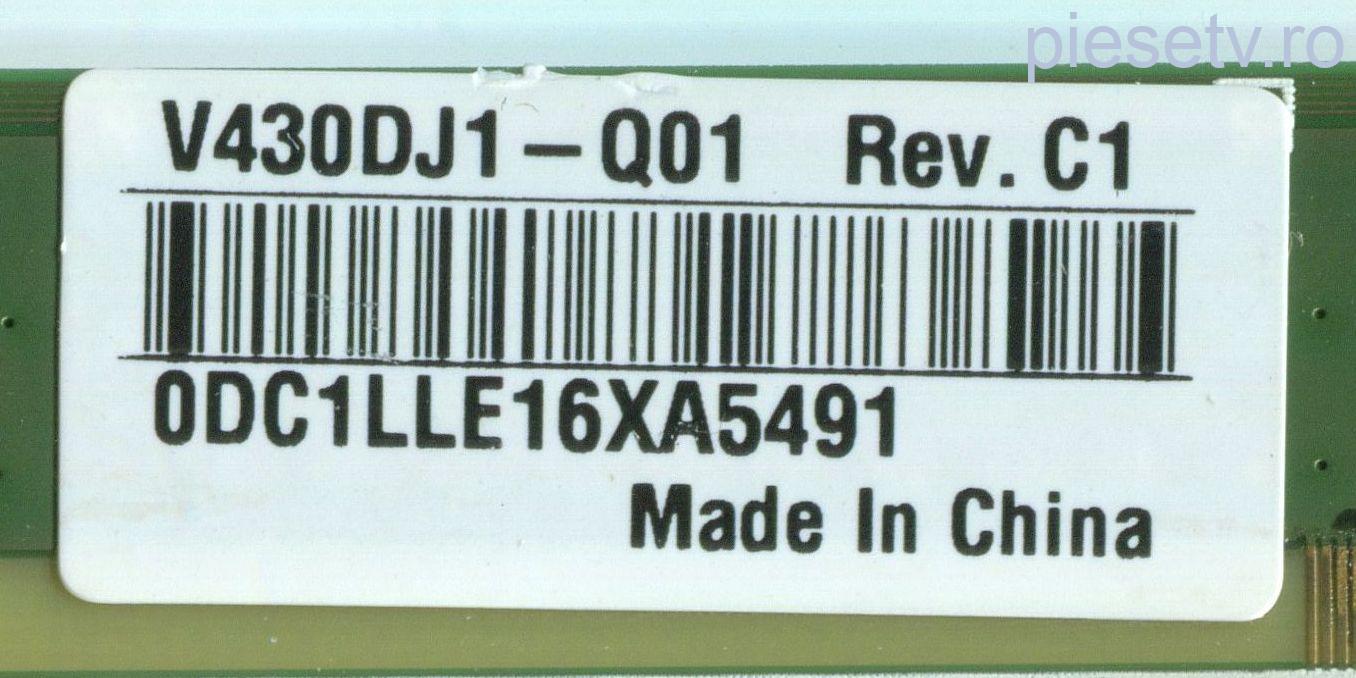 piesetv.ro
V430DJ1-Q01 Rev. C1
0DC1LLE16XA5491
Made In China